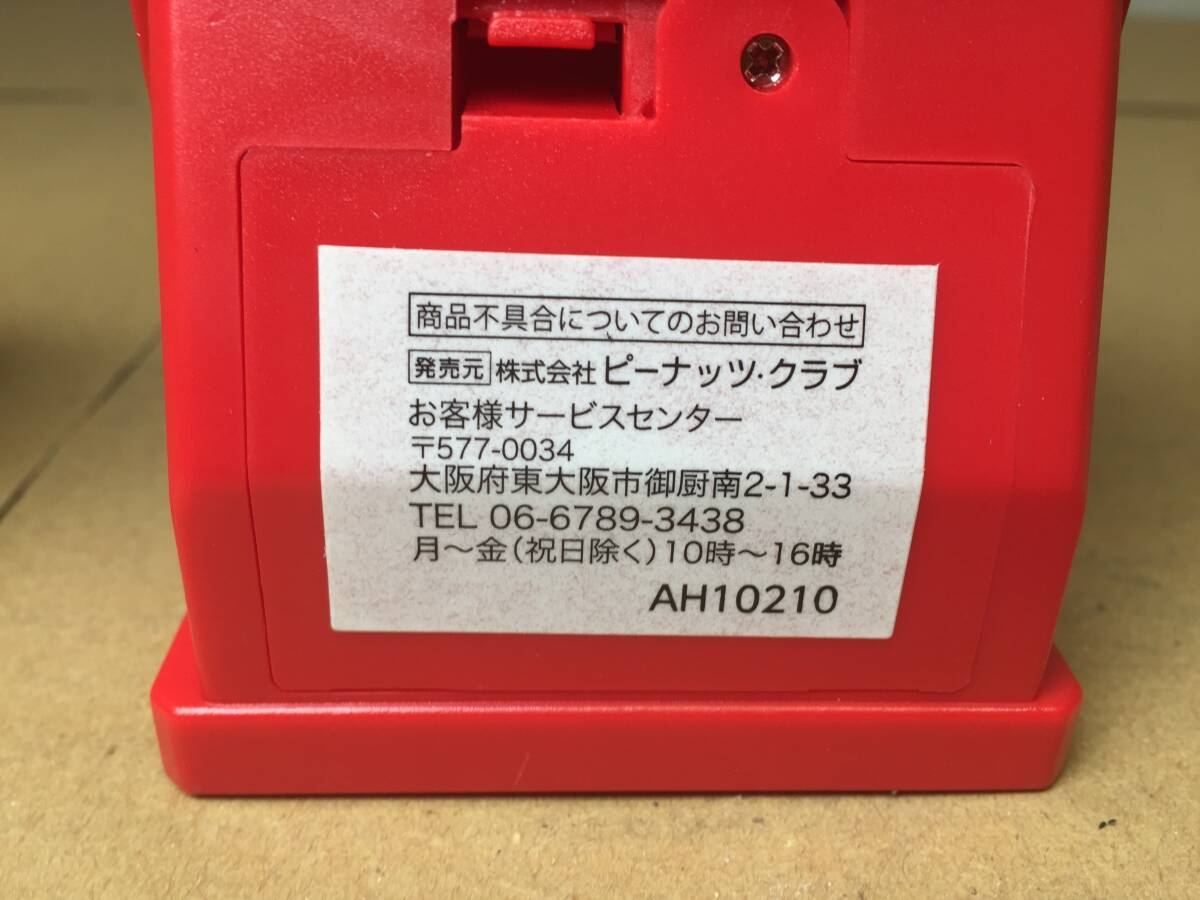 商品不具合についてのお問い合わせ
発売元 株式会社 ピーナッツ・クラブ
お客様サービスセンター
〒577-0034
大阪府東大阪市御厨南2-1-33
TEL 06-6789-3438
月～金(祝日除く)10時～16時
AH10210